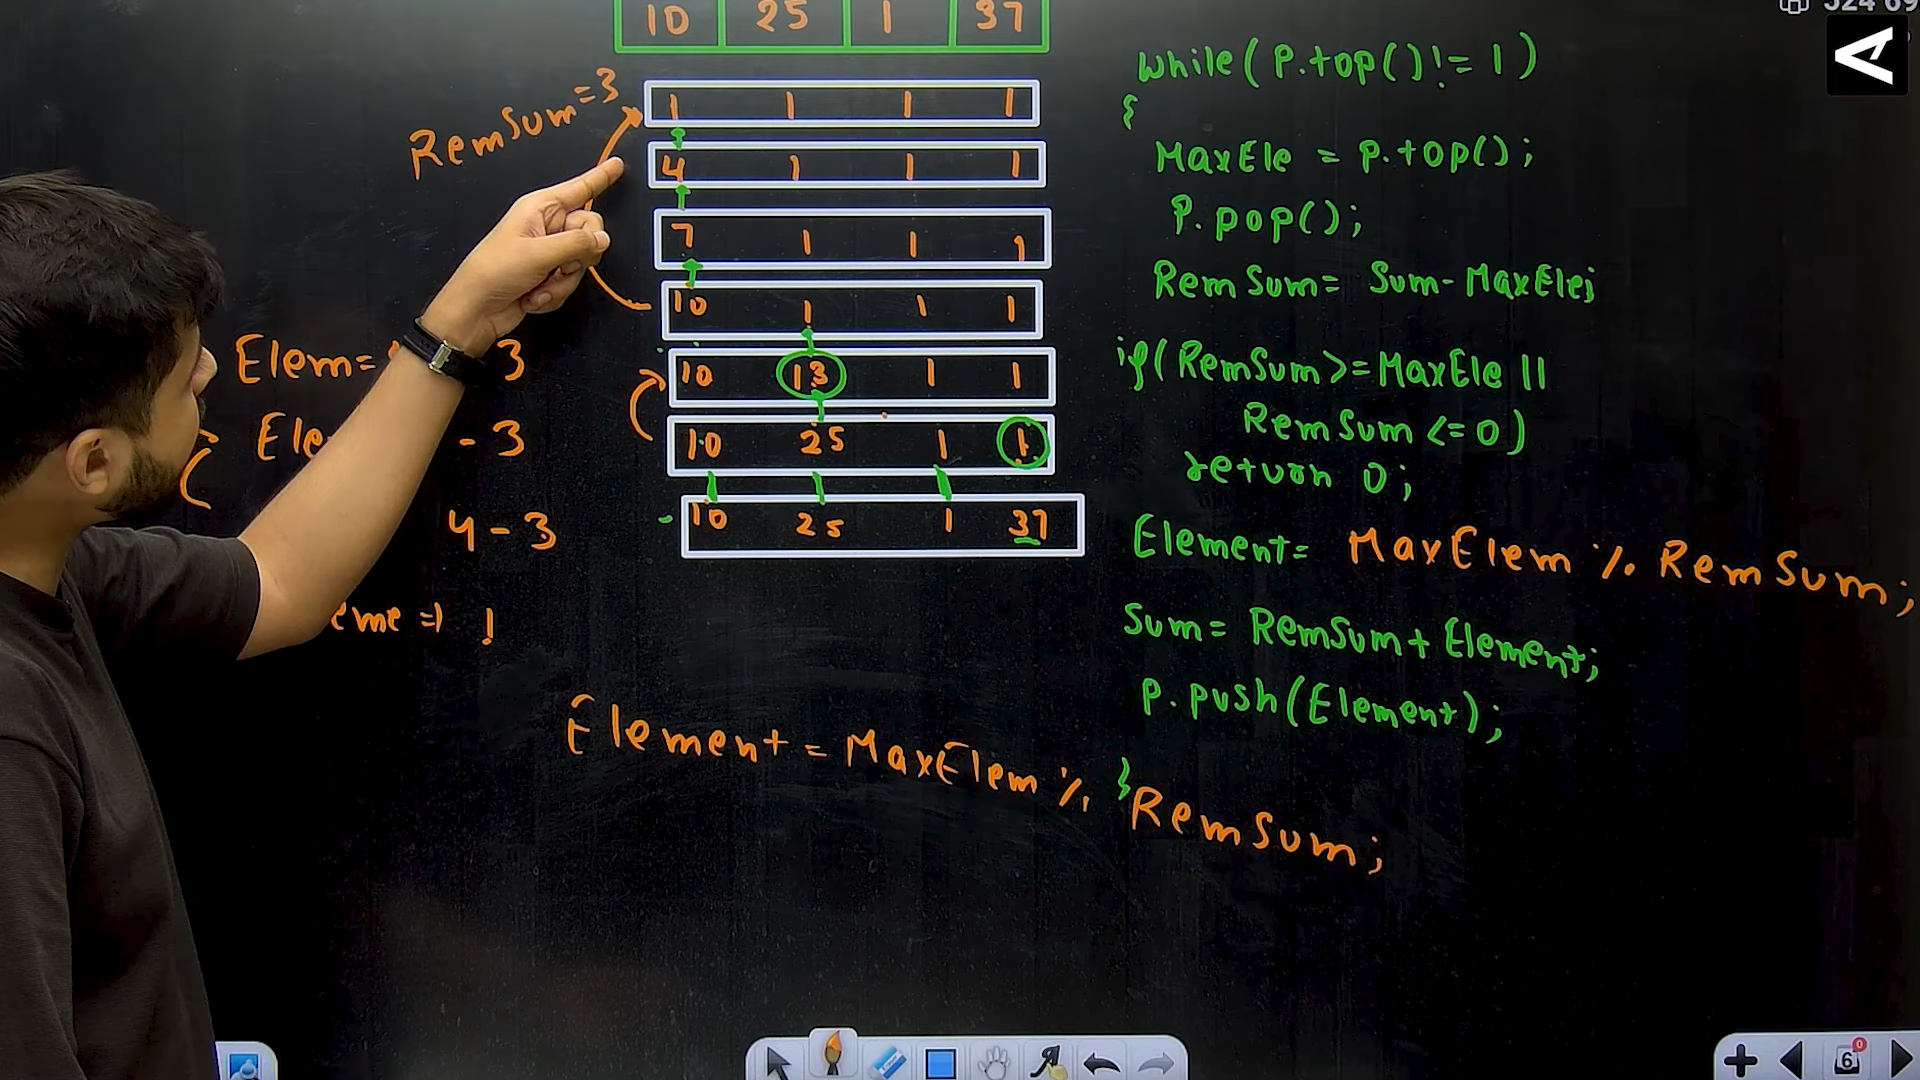 10 25 1 37
RemSum=3
1 1 1 1
4 1 1 1
7 1 1 1
10 1 1 1
10 13 1 1
10 25 1 1
10 25 1 37
Elem= 3
Ele - 3
4 - 3
eme => 1
while( p.top()!= 1 )
{
MaxEle = p.top();
p.pop();
RemSum= Sum-MaxEle;
if( RemSum>=MaxEle ||
RemSum <=0 )
return 0;
Element= MaxElem % RemSum;
Sum= RemSum+ Element;
p.push(Element);
}
Element = MaxElem % RemSum;
6
0